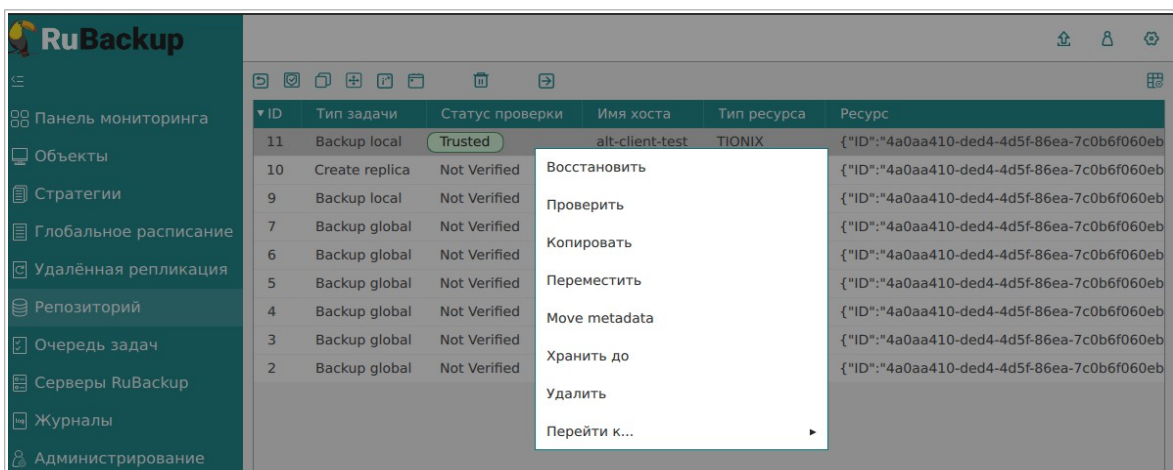 RuBackup
Панель мониторинга
Объекты
Стратегии
Глобальное расписание
Удалённая репликация
Репозиторий
Очередь задач
Серверы RuBackup
Журналы
Администрирование
ID Тип задачи Статус проверки Имя хоста Тип ресурса Ресурс
11 Backup local Trusted alt-client-test TIONIX {"ID":"4a0aa410-ded4-4d5f-86ea-7c0b6f060eb
10 Create replica Not Verified {"ID":"4a0aa410-ded4-4d5f-86ea-7c0b6f060eb
9 Backup local Not Verified {"ID":"4a0aa410-ded4-4d5f-86ea-7c0b6f060eb
7 Backup global Not Verified {"ID":"4a0aa410-ded4-4d5f-86ea-7c0b6f060eb
6 Backup global Not Verified {"ID":"4a0aa410-ded4-4d5f-86ea-7c0b6f060eb
5 Backup global Not Verified {"ID":"4a0aa410-ded4-4d5f-86ea-7c0b6f060eb
4 Backup global Not Verified {"ID":"4a0aa410-ded4-4d5f-86ea-7c0b6f060eb
3 Backup global Not Verified {"ID":"4a0aa410-ded4-4d5f-86ea-7c0b6f060eb
2 Backup global Not Verified {"ID":"4a0aa410-ded4-4d5f-86ea-7c0b6f060eb
Восстановить
Проверить
Копировать
Переместить
Move metadata
Хранить до
Удалить
Перейти к...